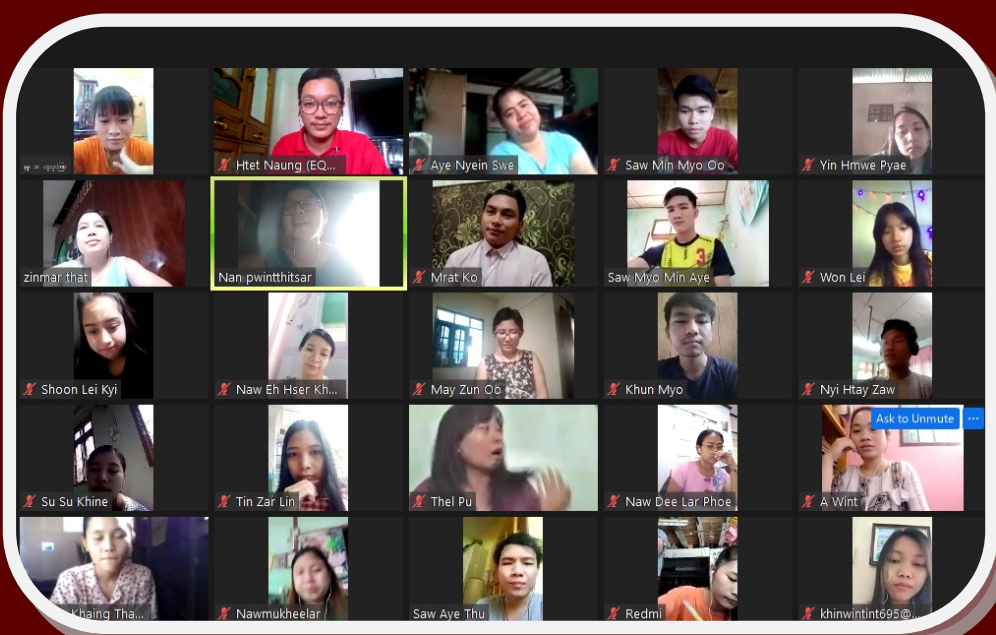 Htet Naung (EQ...
Aye Nyein Swe
Saw Min Myo Oo
Yin Hmwe Pyae
zinmar that
Nan pwintthitsar
Mrat Ko
Saw Myo Min Aye
Won Lei
Shoon Lei Kyi
Naw Eh Hser Kh...
May Zun Oo
Khun Myo
Nyi Htay Zaw
Ask to Unmute ...
Su Su Khine
Tin Zar Lin
Thel Pu
Naw Dee Lar Phoe
A Wint
Khaing Tha...
Nawmukheelar
Saw Aye Thu
Redmi
khinwintint695@...